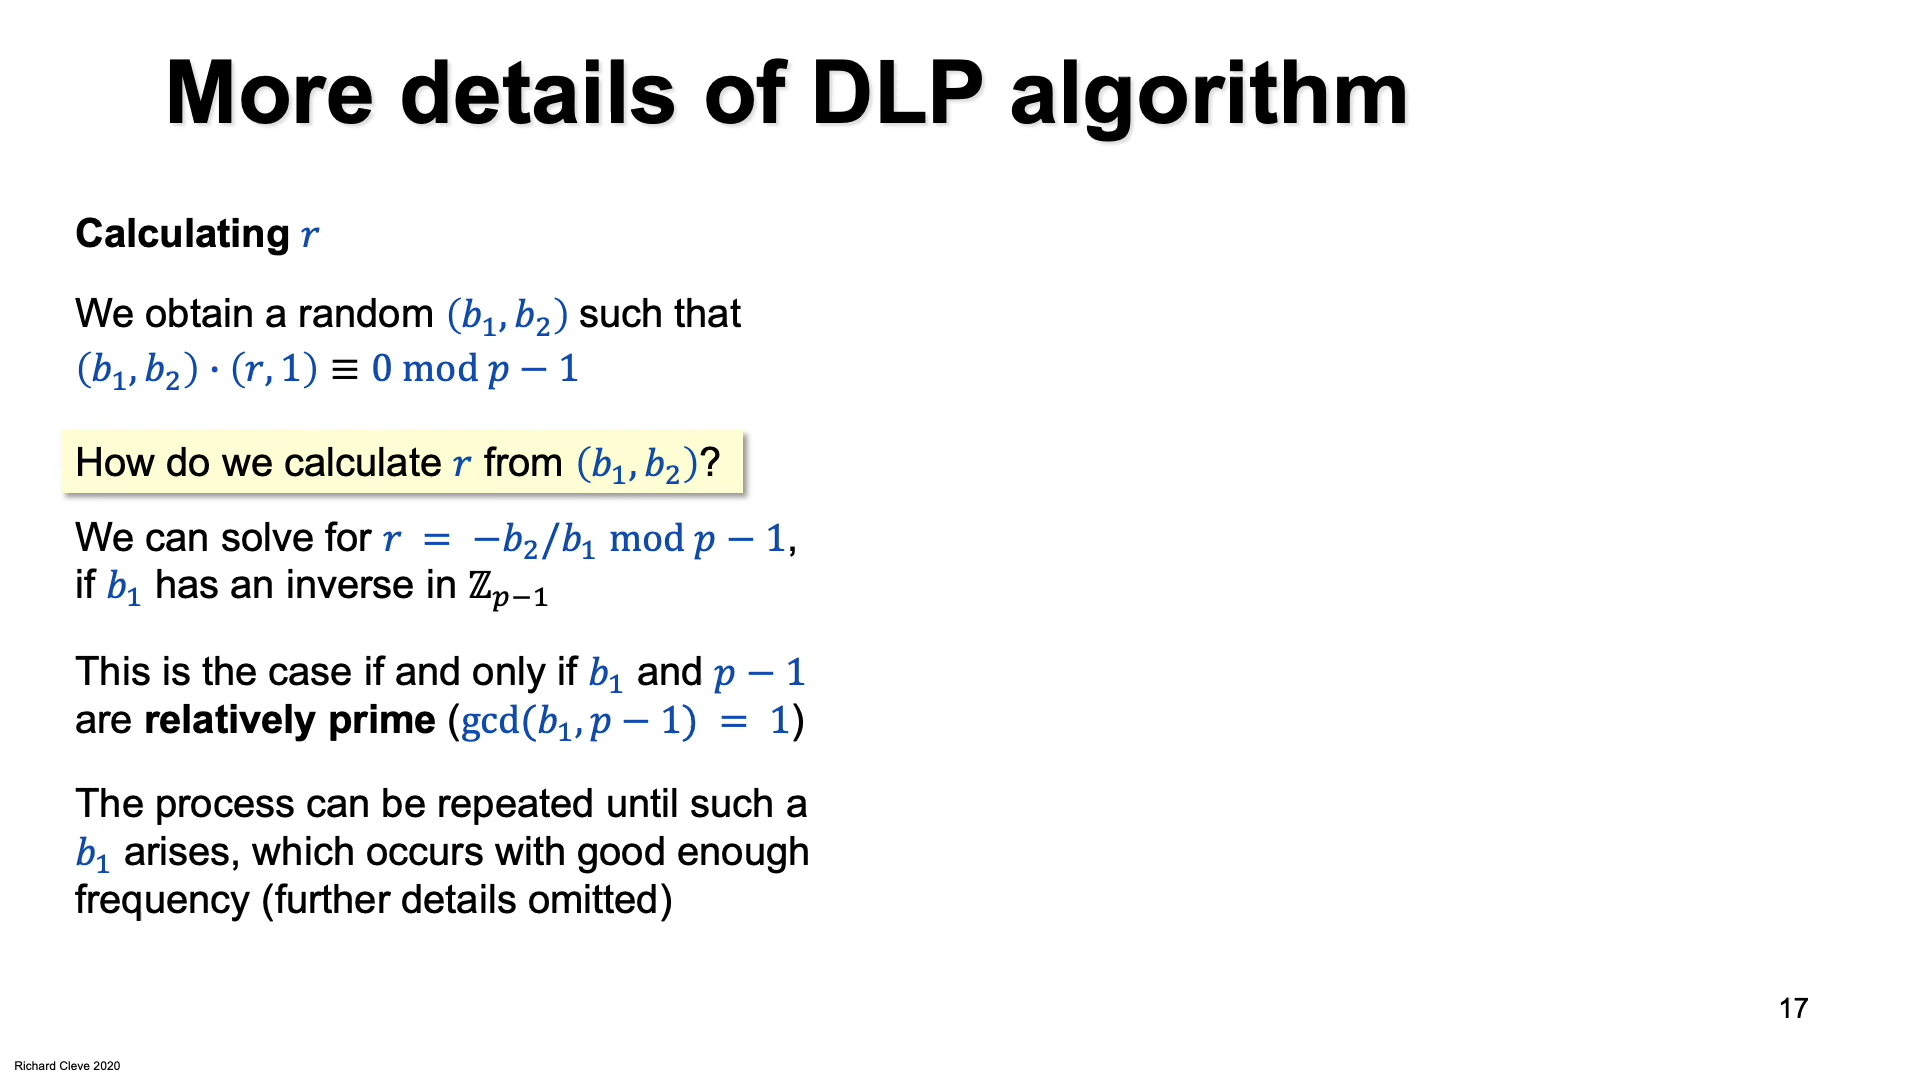 More details of DLP algorithm
Calculating r
We obtain a random (b₁, b₂) such that
(b₁, b₂) · (r, 1) ≡ 0 mod p − 1
How do we calculate r from (b₁, b₂)?
We can solve for r = −b₂/b₁ mod p − 1,
if b₁ has an inverse in ℤₚ₋₁
This is the case if and only if b₁ and p − 1
are relatively prime (gcd(b₁, p − 1) = 1)
The process can be repeated until such a
b₁ arises, which occurs with good enough
frequency (further details omitted)
17
Richard Cleve 2020